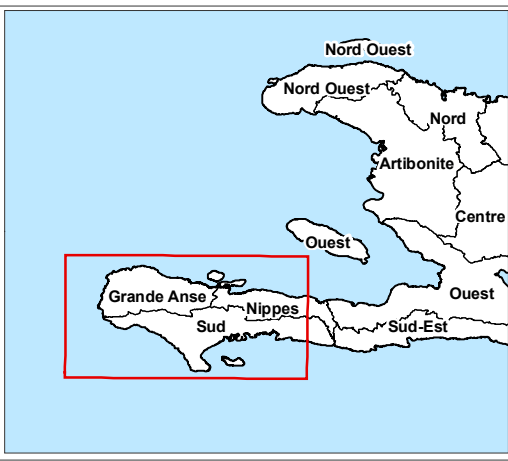 Nord Ouest
Nord Ouest
Nord
Artibonite
Centre
Ouest
Ouest
Grande Anse
Nippes
Sud
Sud-Est